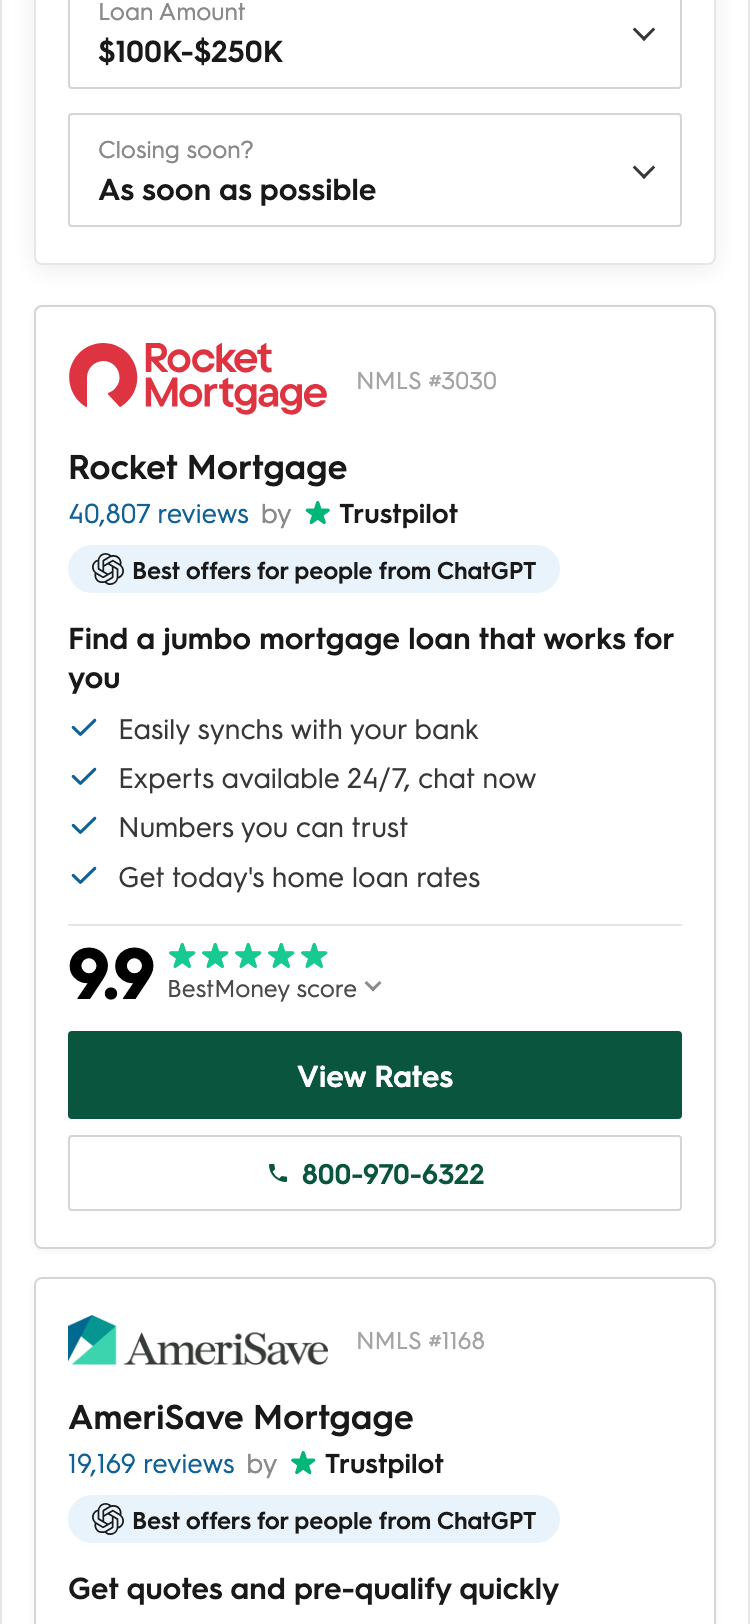 Loan Amount
$100K-$250K
Closing soon?
As soon as possible
Rocket
Mortgage
NMLS #3030
Rocket Mortgage
40,807 reviews by Trustpilot
Best offers for people from ChatGPT
Find a jumbo mortgage loan that works for
you
Easily synchs with your bank
Experts available 24/7, chat now
Numbers you can trust
Get today's home loan rates
9.9
BestMoney score
View Rates
800-970-6322
AmeriSave
NMLS #1168
AmeriSave Mortgage
19,169 reviews by Trustpilot
Best offers for people from ChatGPT
Get quotes and pre-qualify quickly